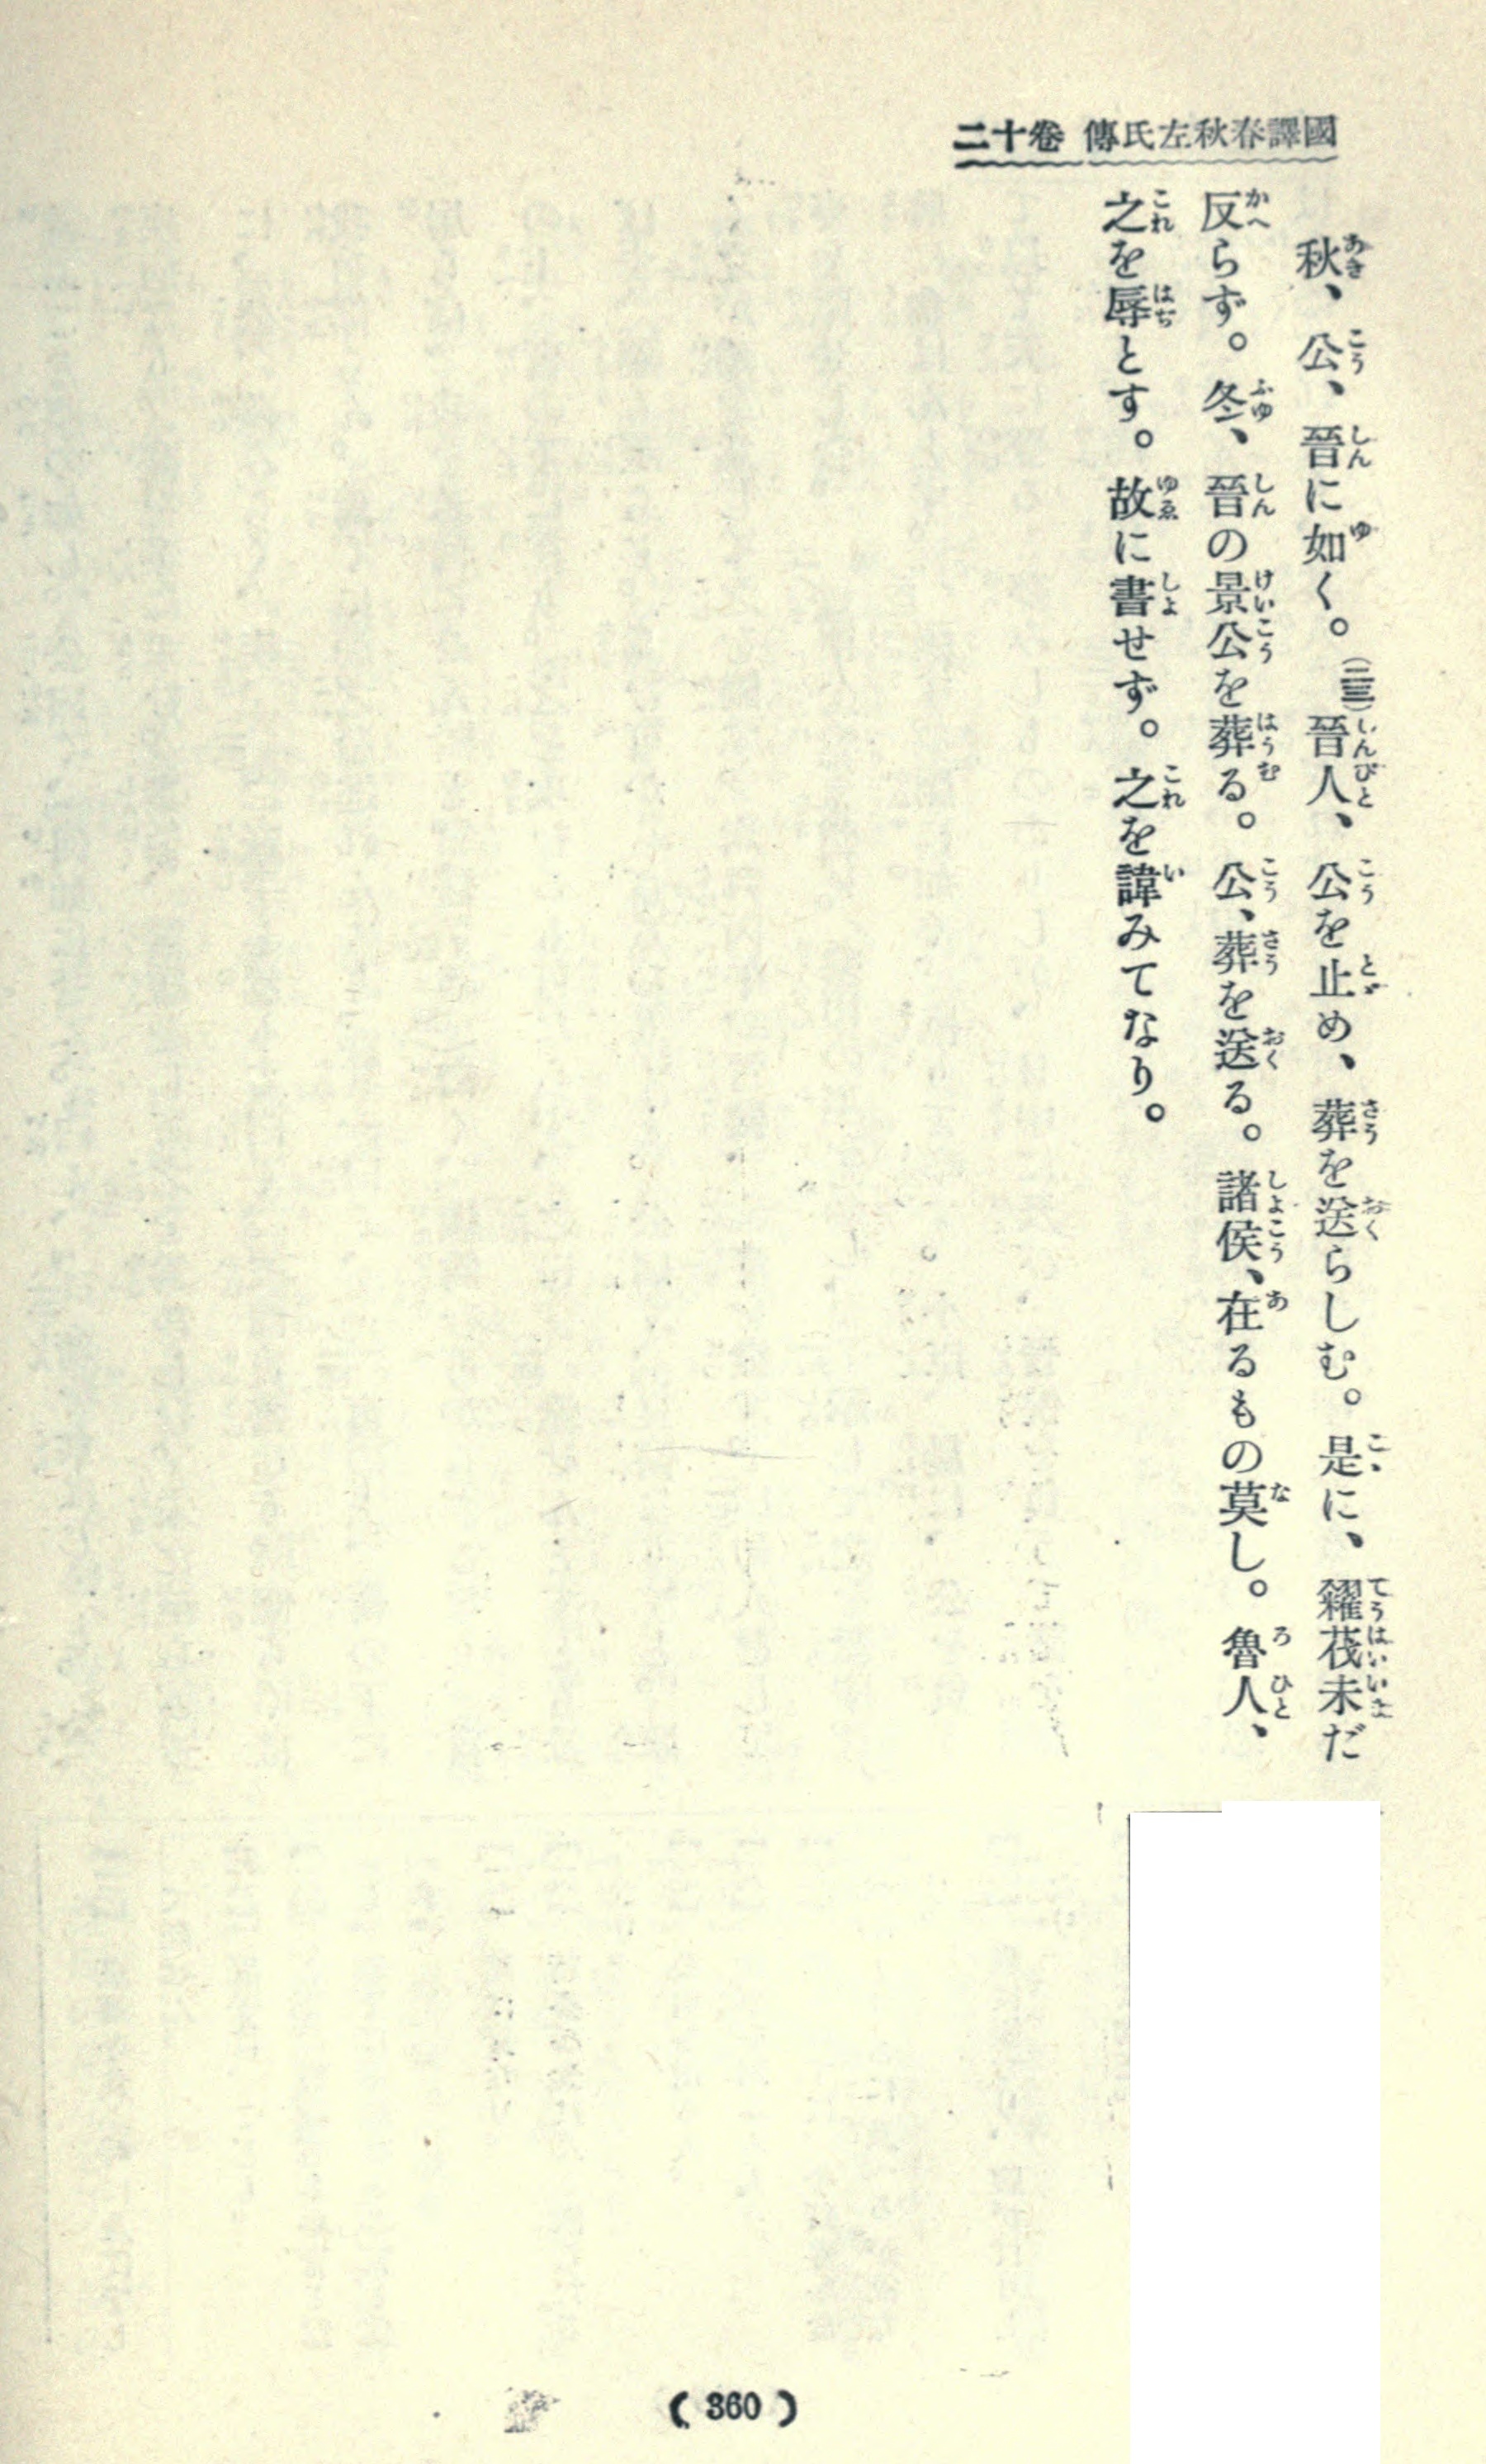 國譯春秋左氏傳 卷十二
秋、公、晉に如く。晉人、公を止め、葬を送らしむ。是に、糴茷未だ
反らず。冬、晉の景公を葬る。公、葬を送る。諸侯、在るもの莫し。魯人、
之を辱とす。故に書せず。之を諱みてなり。
( 360 )